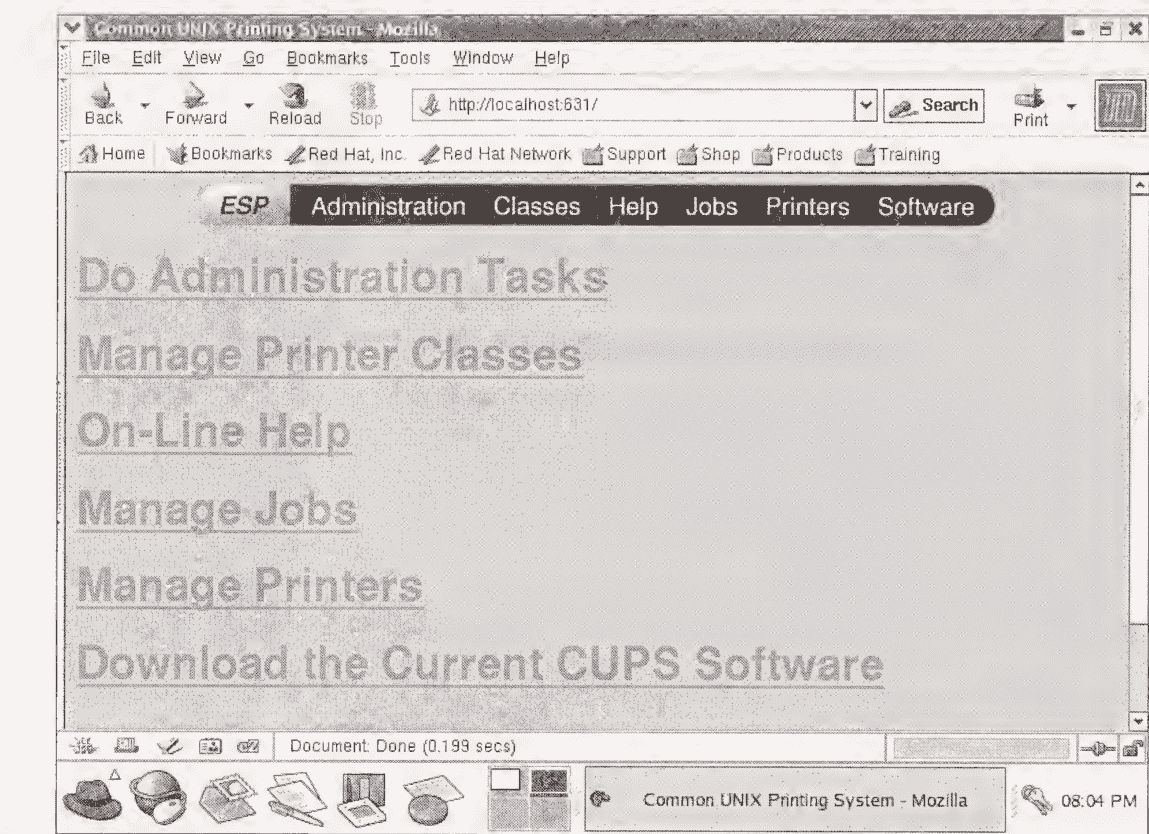 Common UNIX Printing System - Mozilla
File Edit View Go Bookmarks Tools Window Help
Back Forward Reload Stop http://localhost:631/ Search Print
Home Bookmarks Red Hat, Inc. Red Hat Network Support Shop Products Training
ESP Administration Classes Help Jobs Printers Software
Do Administration Tasks
Manage Printer Classes
On-Line Help
Manage Jobs
Manage Printers
Download the Current CUPS Software
Document: Done (0.199 secs)
Common UNIX Printing System - Mozilla 08:04 PM